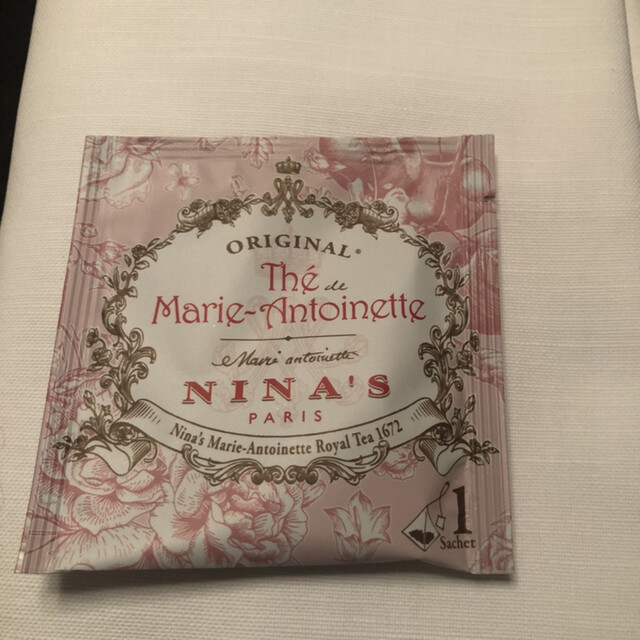 ORIGINAL®
Thé de
Marie-Antoinette
Marie antoinette
NINA'S
PARIS
Nina's Marie-Antoinette Royal Tea 1672
1
Sachet